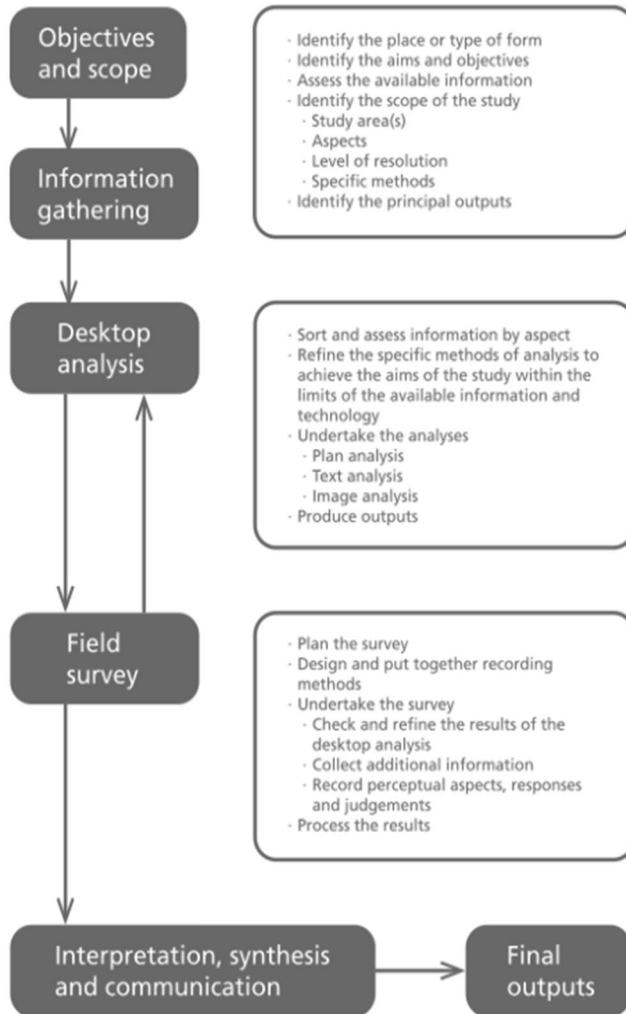 Objectives
and scope
· Identify the place or type of form
· Identify the aims and objectives
· Assess the available information
· Identify the scope of the study
· Study area(s)
· Aspects
· Level of resolution
· Specific methods
· Identify the principal outputs
Information
gathering
Desktop
analysis
· Sort and assess information by aspect
· Refine the specific methods of analysis to
achieve the aims of the study within the
limits of the available information and
technology
· Undertake the analyses
· Plan analysis
· Text analysis
· Image analysis
· Produce outputs
Field
survey
· Plan the survey
· Design and put together recording
methods
· Undertake the survey
· Check and refine the results of the
desktop analysis
· Collect additional information
· Record perceptual aspects, responses
and judgements
· Process the results
Interpretation, synthesis
and communication
Final
outputs